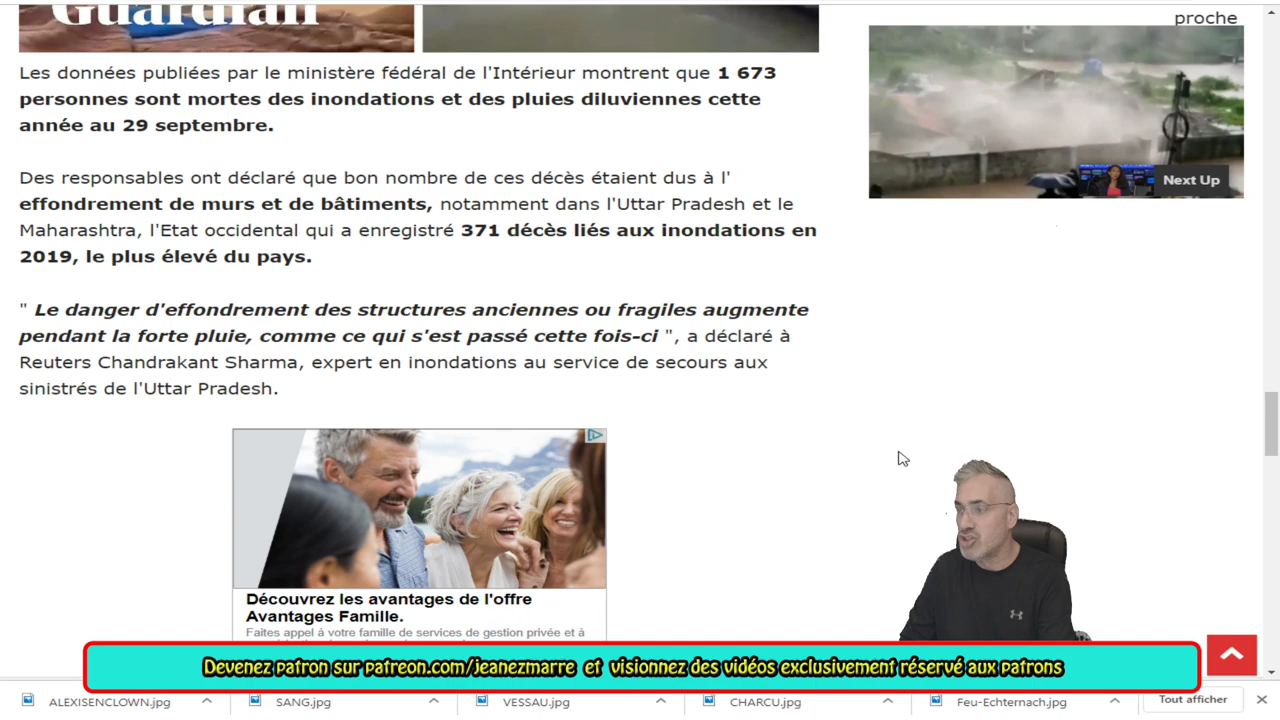 Guardian
proche
Les données publiées par le ministère fédéral de l'Intérieur montrent que 1 673
personnes sont mortes des inondations et des pluies diluviennes cette
année au 29 septembre.
Next Up
Des responsables ont déclaré que bon nombre de ces décès étaient dus à l'
effondrement de murs et de bâtiments, notamment dans l'Uttar Pradesh et le
Maharashtra, l'Etat occidental qui a enregistré 371 décès liés aux inondations en
2019, le plus élevé du pays.
" Le danger d'effondrement des structures anciennes ou fragiles augmente
pendant la forte pluie, comme ce qui s'est passé cette fois-ci ", a déclaré à
Reuters Chandrakant Sharma, expert en inondations au service de secours aux
sinistrés de l'Uttar Pradesh.
Découvrez les avantages de l'offre
Avantages Famille.
Faites appel à votre famille de services de gestion privée et à
Devenez patron sur patreon.com/jeanezmarre et visionnez des vidéos exclusivement réservé aux patrons
ALEXISENCLOWN.jpg
SANG.jpg
VESSAU.jpg
CHARCU.jpg
Feu-Echternach.jpg
Tout afficher